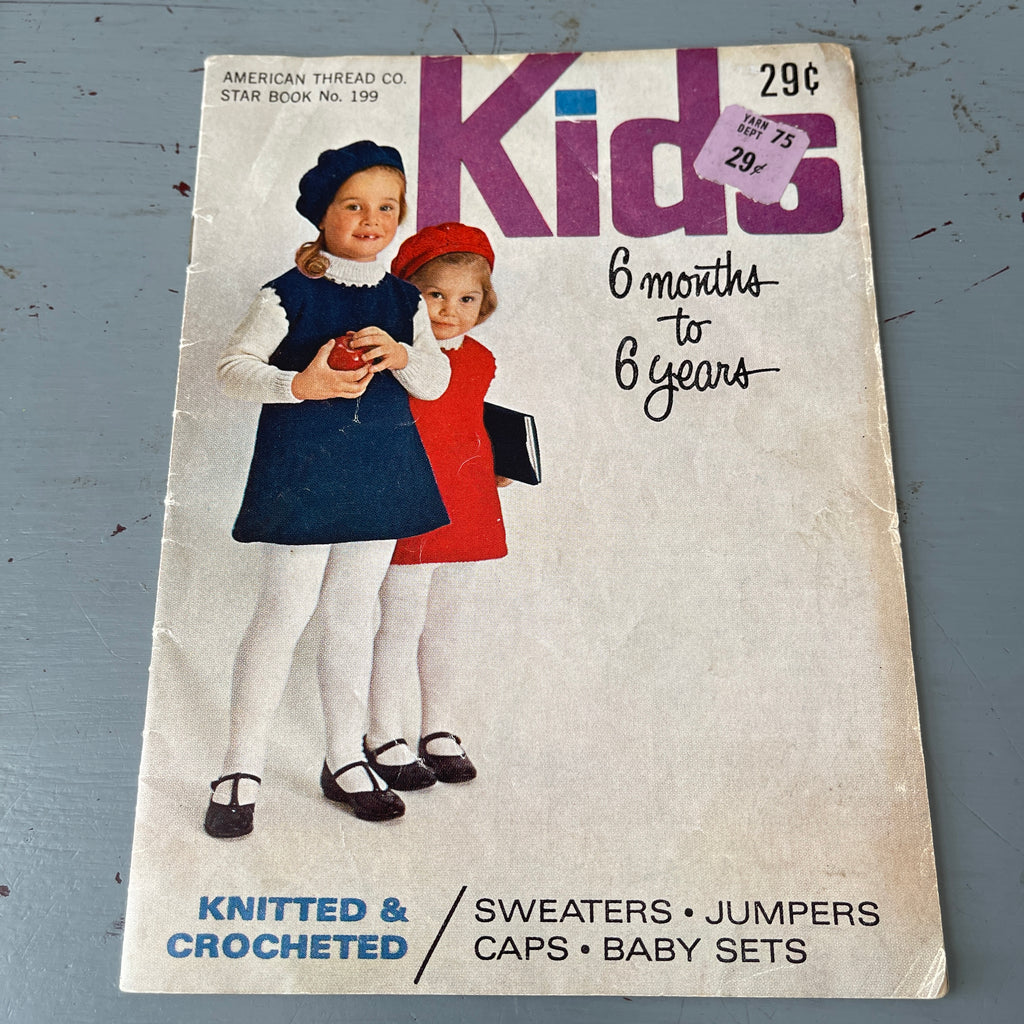 AMERICAN THREAD CO.
STAR BOOK No. 199
Kids
29¢
YARN
DEPT 75
29¢
6 months
to
6 years
KNITTED &
CROCHETED
SWEATERS • JUMPERS
CAPS • BABY SETS